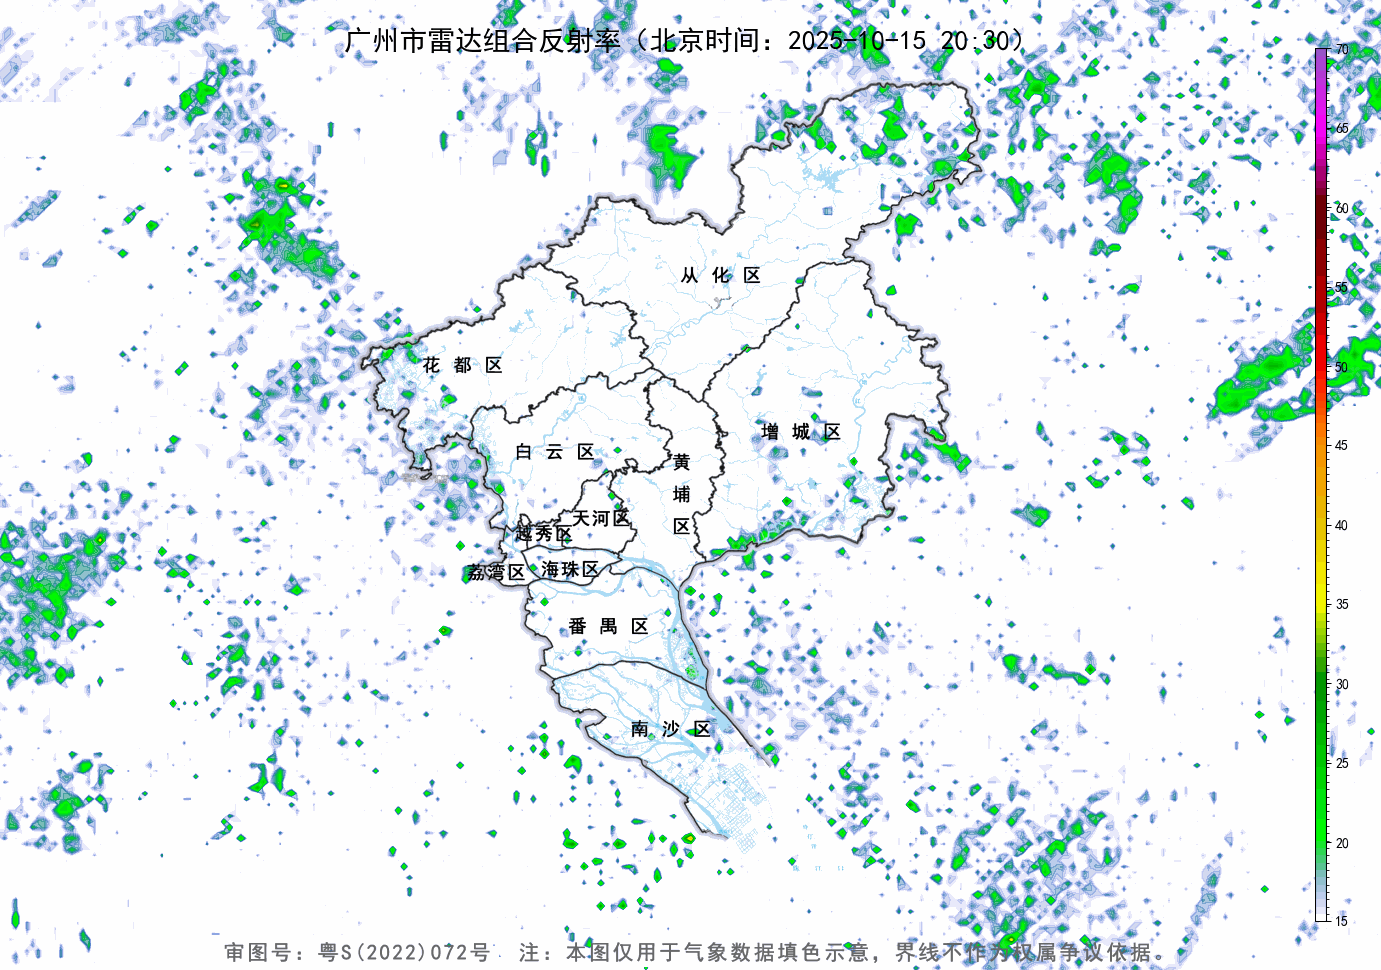 广州市雷达组合反射率（北京时间：2025-10-15 20:30）
70
65
60
55
50
45
40
35
30
25
20
15
从化区
花都区
增城区
白云区
黄埔区
天河区
越秀区
海珠区
荔湾区
番禺区
南沙区
审图号：粤S(2022)072号　注：本图仅用于气象数据填色示意，界线不作为权属争议依据。